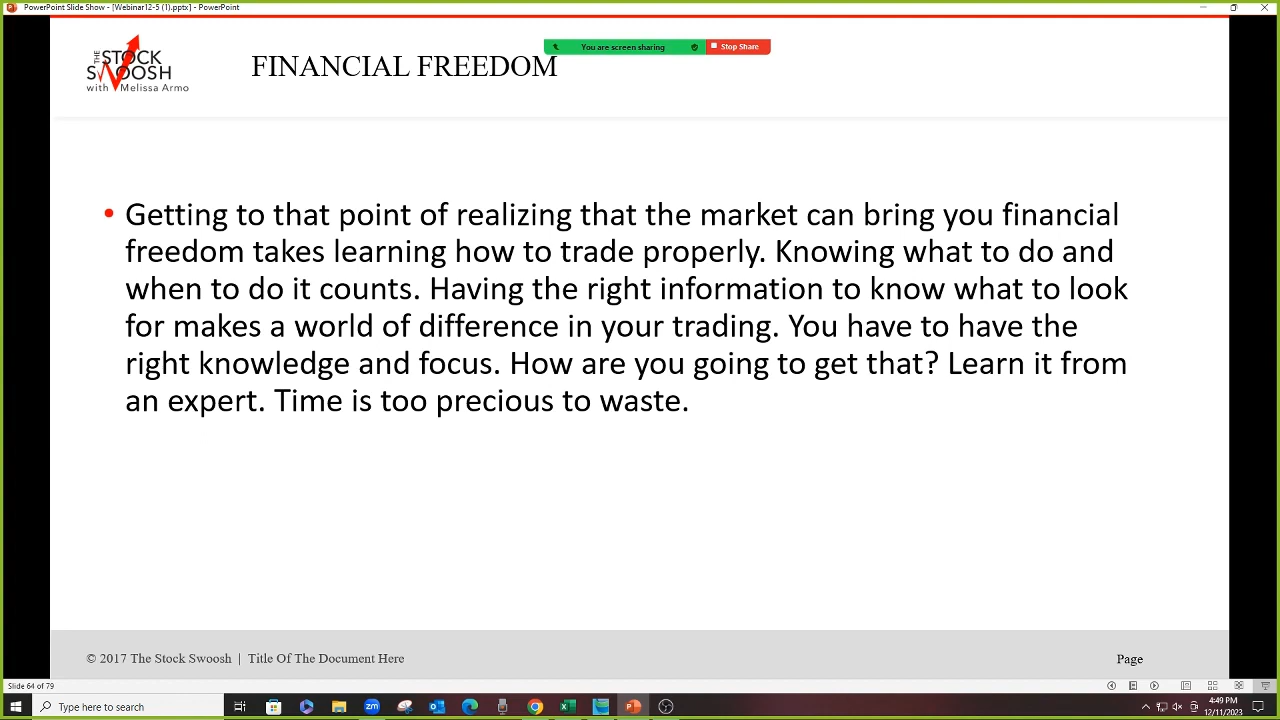 PowerPoint Slide Show - [Webinar12-5 (1).pptx] - PowerPoint
You are screen sharing
Stop Share
THE STOCK
SWOOSH
with Melissa Armo
FINANCIAL FREEDOM
• Getting to that point of realizing that the market can bring you financial
freedom takes learning how to trade properly. Knowing what to do and
when to do it counts. Having the right information to know what to look
for makes a world of difference in your trading. You have to have the
right knowledge and focus. How are you going to get that? Learn it from
an expert. Time is too precious to waste.
© 2017 The Stock Swoosh | Title Of The Document Here
Page
Slide 64 of 79
Type here to search
zm
4:49 PM
12/11/2023